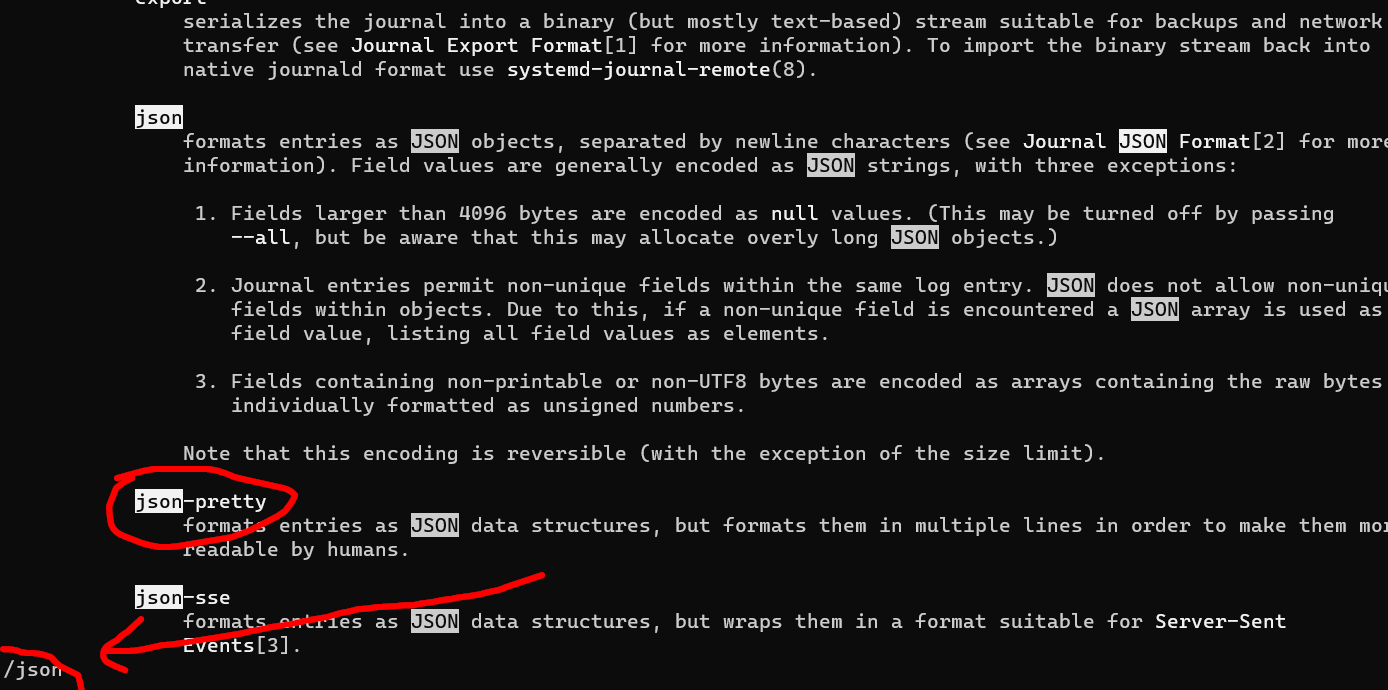 export
serializes the journal into a binary (but mostly text-based) stream suitable for backups and network
transfer (see Journal Export Format[1] for more information). To import the binary stream back into
native journald format use systemd-journal-remote(8).
json
formats entries as JSON objects, separated by newline characters (see Journal JSON Format[2] for more
information). Field values are generally encoded as JSON strings, with three exceptions:
1. Fields larger than 4096 bytes are encoded as null values. (This may be turned off by passing
--all, but be aware that this may allocate overly long JSON objects.)
2. Journal entries permit non-unique fields within the same log entry. JSON does not allow non-uniqu
fields within objects. Due to this, if a non-unique field is encountered a JSON array is used as
field value, listing all field values as elements.
3. Fields containing non-printable or non-UTF8 bytes are encoded as arrays containing the raw bytes
individually formatted as unsigned numbers.
Note that this encoding is reversible (with the exception of the size limit).
json-pretty
formats entries as JSON data structures, but formats them in multiple lines in order to make them mor
readable by humans.
json-sse
formats entries as JSON data structures, but wraps them in a format suitable for Server-Sent
Events[3].
/json